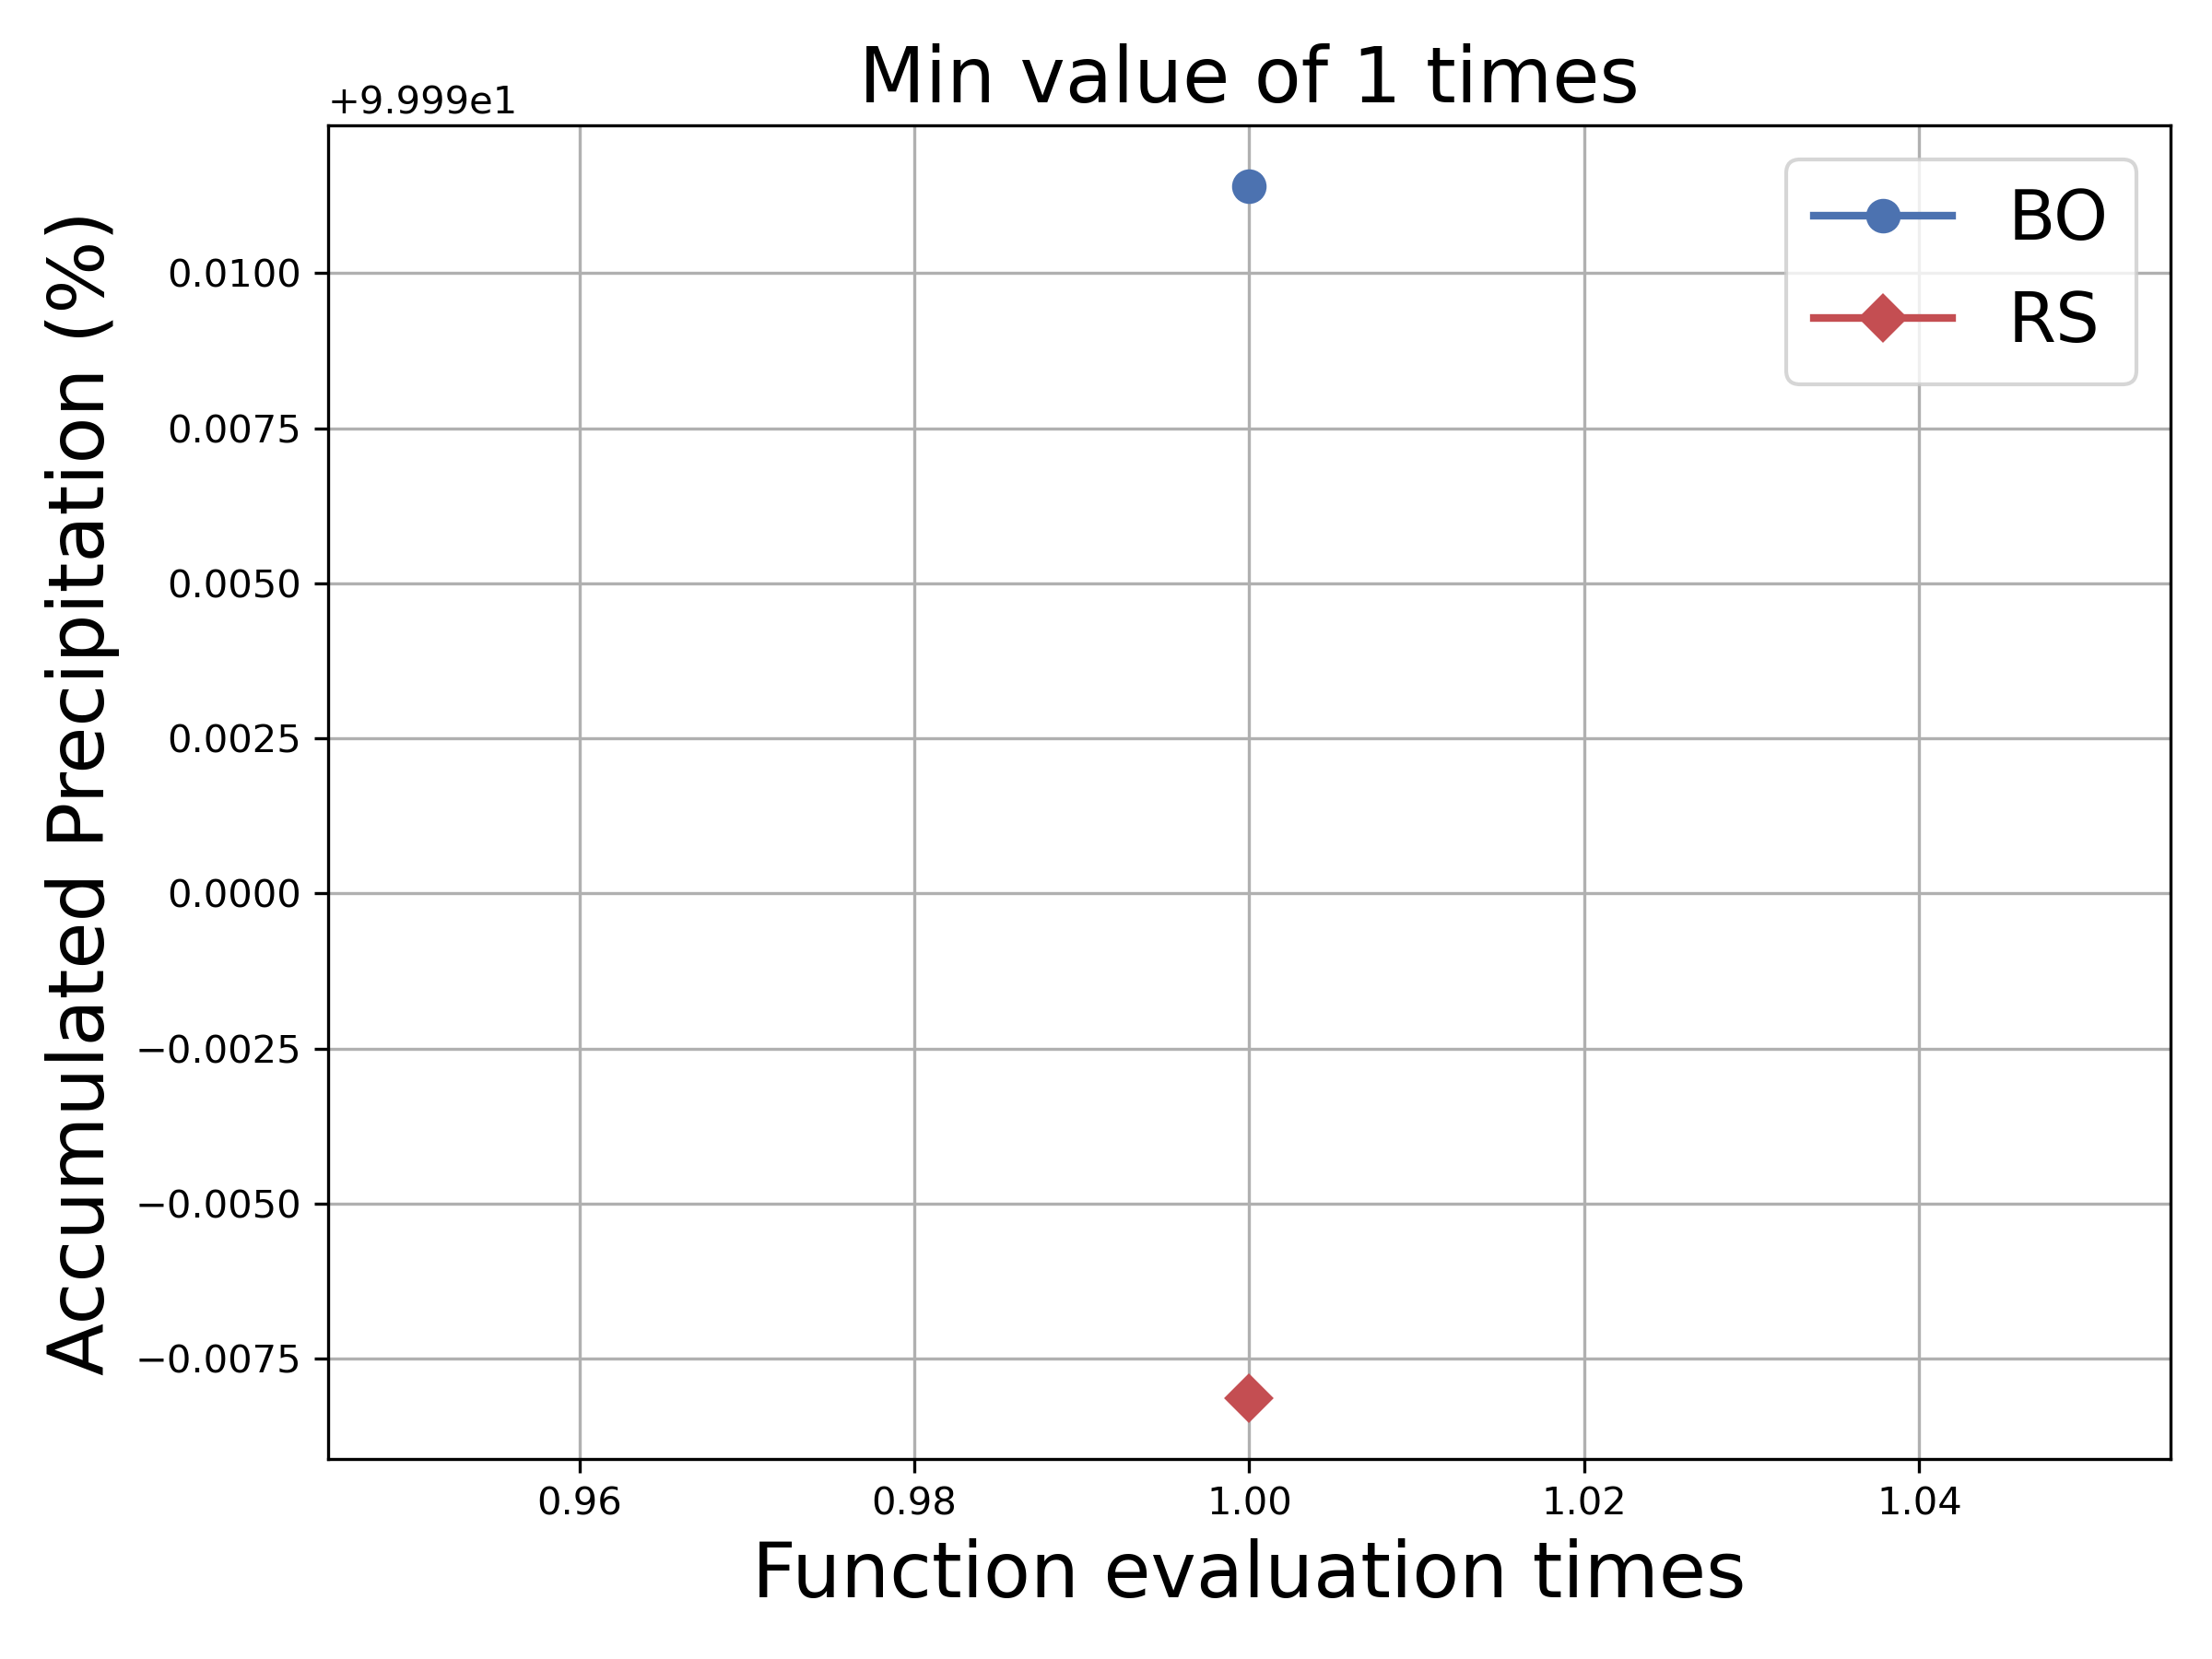 Min value of 1 times
+9.999e1
BO
RS
Accumulated Precipitation (%)
0.0100
0.0075
0.0050
0.0025
0.0000
−0.0025
−0.0050
−0.0075
0.96 0.98 1.00 1.02 1.04
Function evaluation times